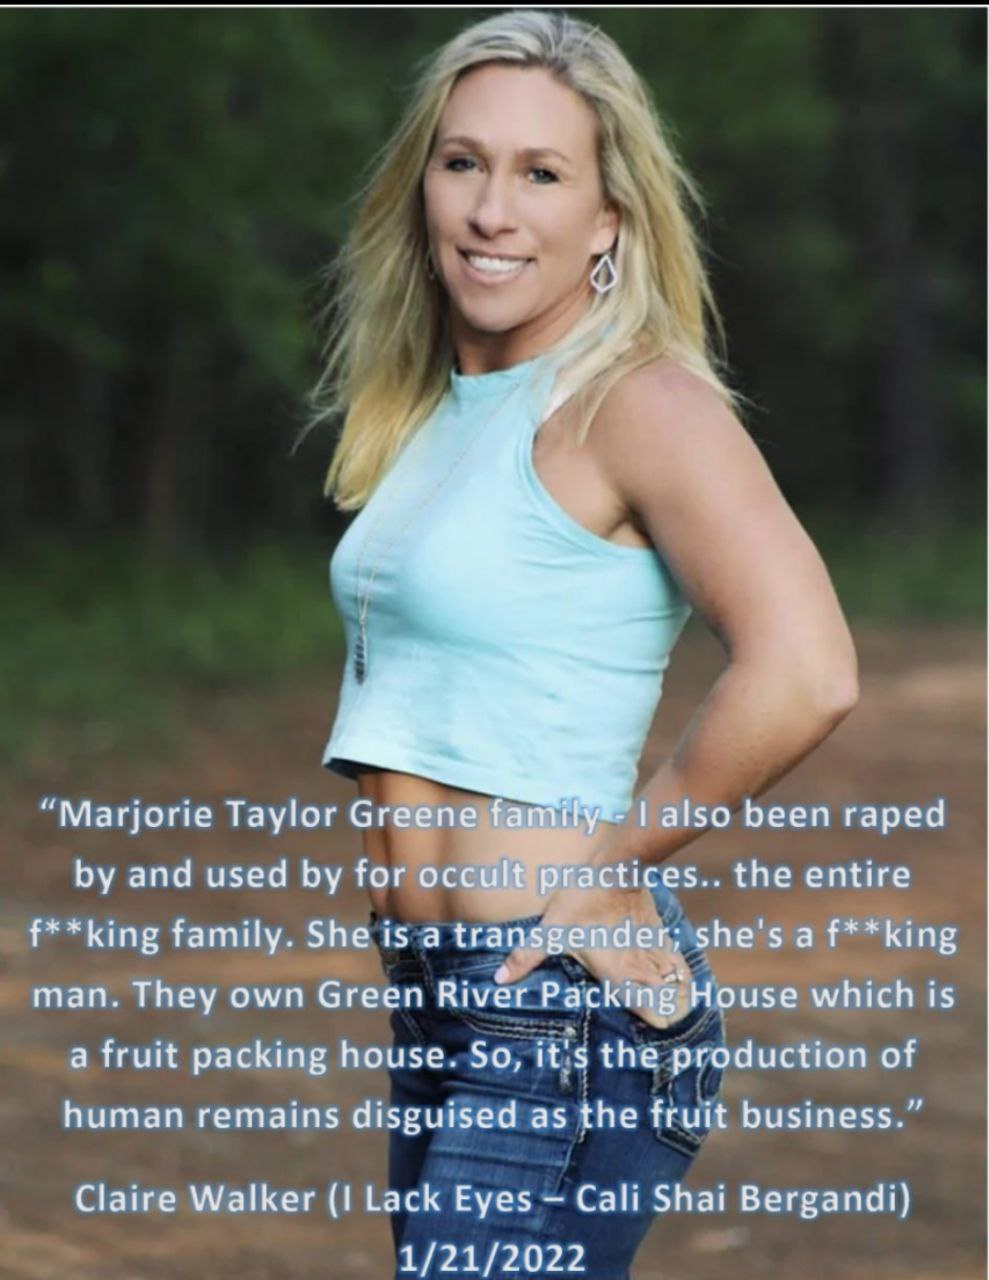 “Marjorie Taylor Greene family - I also been raped
by and used by for occult practices.. the entire
f**king family. She is a transgender; she's a f**king
man. They own Green River Packing House which is
a fruit packing house. So, it's the production of
human remains disguised as the fruit business.”
Claire Walker (I Lack Eyes – Cali Shai Bergandi)
1/21/2022